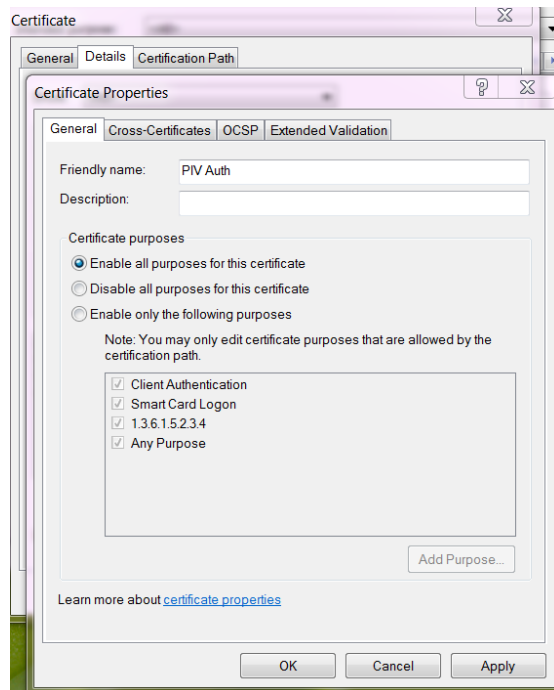 Certificate
General Details Certification Path
Certificate Properties
General Cross-Certificates OCSP Extended Validation
Friendly name: PIV Auth
Description:
Certificate purposes
Enable all purposes for this certificate
Disable all purposes for this certificate
Enable only the following purposes
Note: You may only edit certificate purposes that are allowed by the
certification path.
Client Authentication
Smart Card Logon
1.3.6.1.5.2.3.4
Any Purpose
Add Purpose...
Learn more about certificate properties
OK Cancel Apply